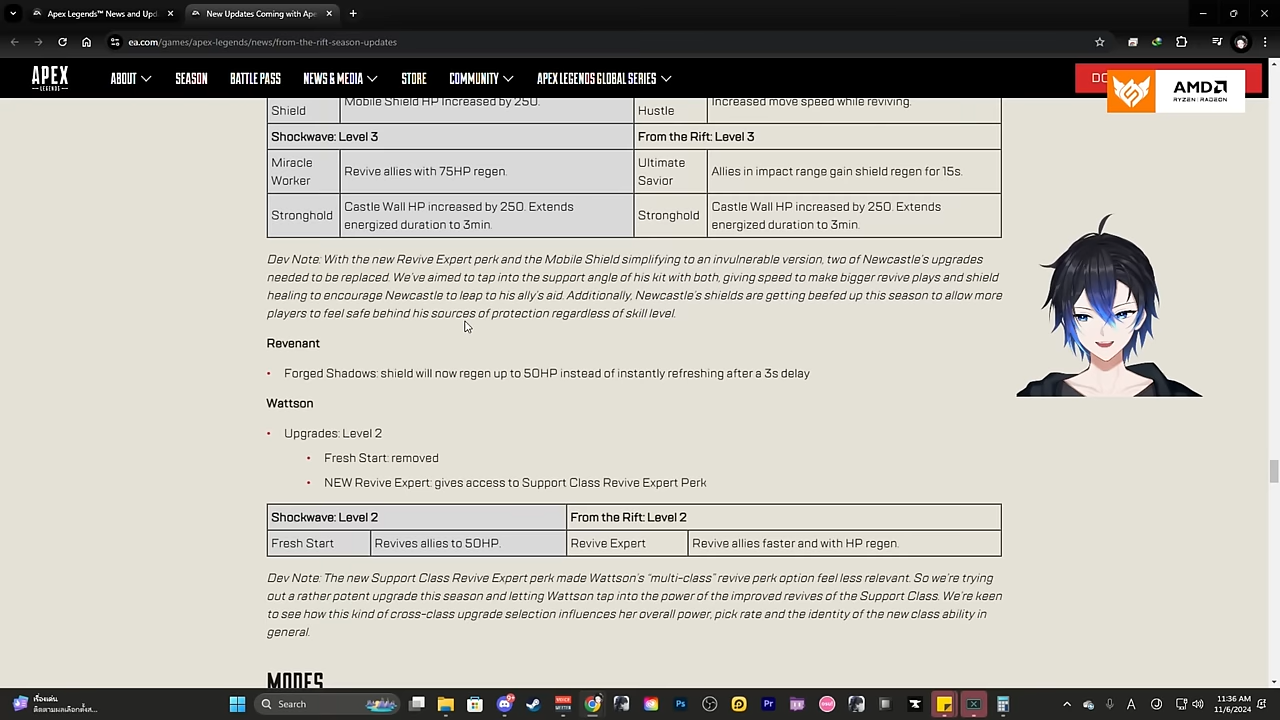 Apex Legends™ News and Upd
New Updates Coming with Ape
ea.com/games/apex-legends/news/from-the-rift-season-updates
APEX
LEGENDS
ABOUT
SEASON
BATTLE PASS
NEWS & MEDIA
STORE
COMMUNITY
APEX LEGENDS GLOBAL SERIES
AMD
RYZEN | RADEON
Shield
Mobile Shield HP Increased by 250.
Hustle
Increased move speed while reviving.
Shockwave: Level 3
From the Rift: Level 3
Miracle
Worker
Revive allies with 75HP regen.
Ultimate
Savior
Allies in impact range gain shield regen for 15s.
Stronghold
Castle Wall HP increased by 250. Extends
energized duration to 3min.
Stronghold
Castle Wall HP increased by 250. Extends
energized duration to 3min.
Dev Note: With the new Revive Expert perk and the Mobile Shield simplifying to an invulnerable version, two of Newcastle's upgrades
needed to be replaced. We've aimed to tap into the support angle of his kit with both, giving speed to make bigger revive plays and shield
healing to encourage Newcastle to leap to his ally's aid. Additionally, Newcastle's shields are getting beefed up this season to allow more
players to feel safe behind his sources of protection regardless of skill level.
Revenant
• Forged Shadows: shield will now regen up to 50HP instead of instantly refreshing after a 3s delay
Wattson
• Upgrades: Level 2
• Fresh Start: removed
• NEW Revive Expert: gives access to Support Class Revive Expert Perk
Shockwave: Level 2
From the Rift: Level 2
Fresh Start
Revives allies to 50HP.
Revive Expert
Revive allies faster and with HP regen.
Dev Note: The new Support Class Revive Expert perk made Wattson's "multi-class" revive perk option feel less relevant. So we're trying
out a rather potent upgrade this season and letting Wattson tap into the power of the improved revives of the Support Class. We're keen
to see how this kind of cross-class upgrade selection influences her overall power, pick rate and the identity of the new class ability in
general.
MODES
เรื่องเด่น
Search
11:36 AM
11/6/2024